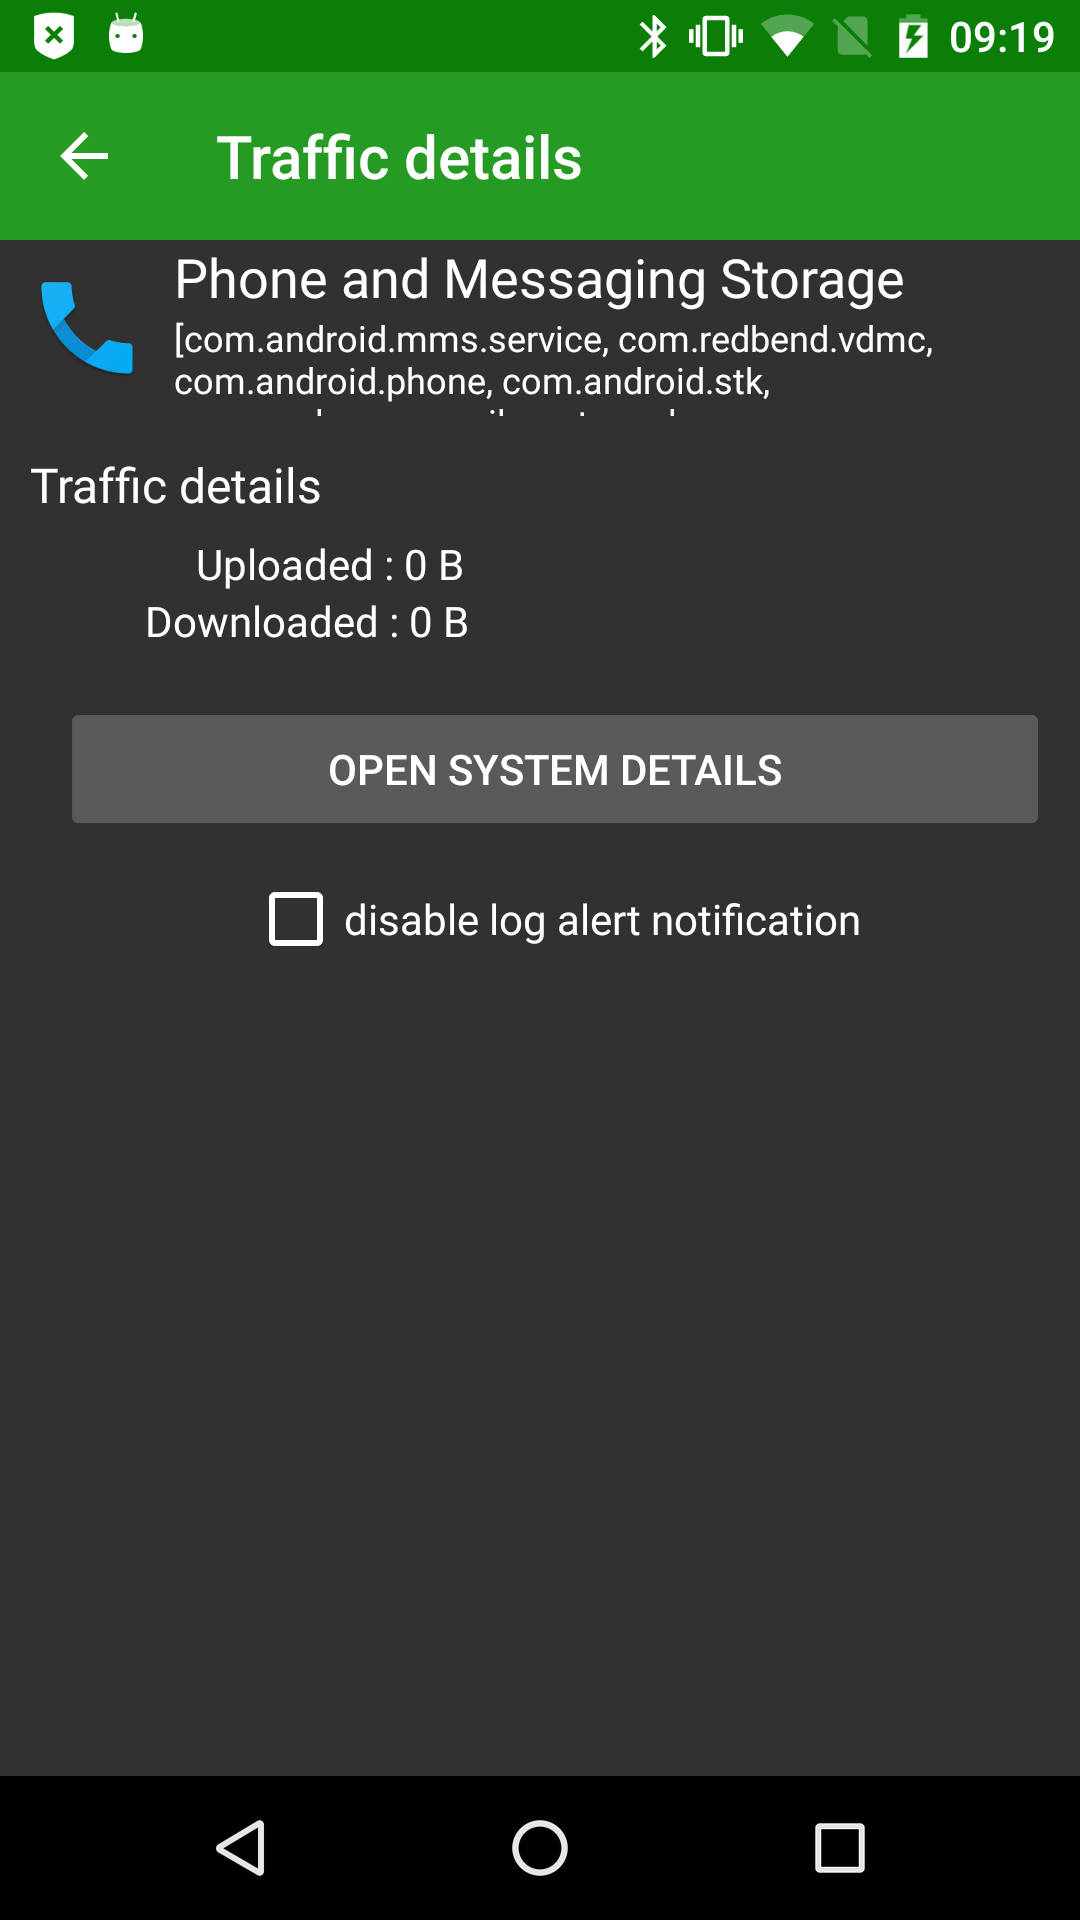 09:19
Traffic details
Phone and Messaging Storage
[com.android.mms.service, com.redbend.vdmc,
com.android.phone, com.android.stk,
Traffic details
Uploaded : 0 B
Downloaded : 0 B
OPEN SYSTEM DETAILS
disable log alert notification